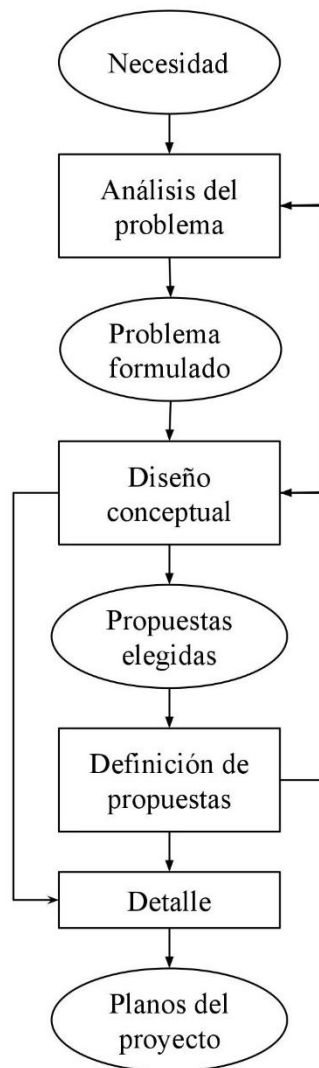 Necesidad
Análisis del
problema
Problema
formulado
Diseño
conceptual
Propuestas
elegidas
Definición de
propuestas
Detalle
Planos del
proyecto